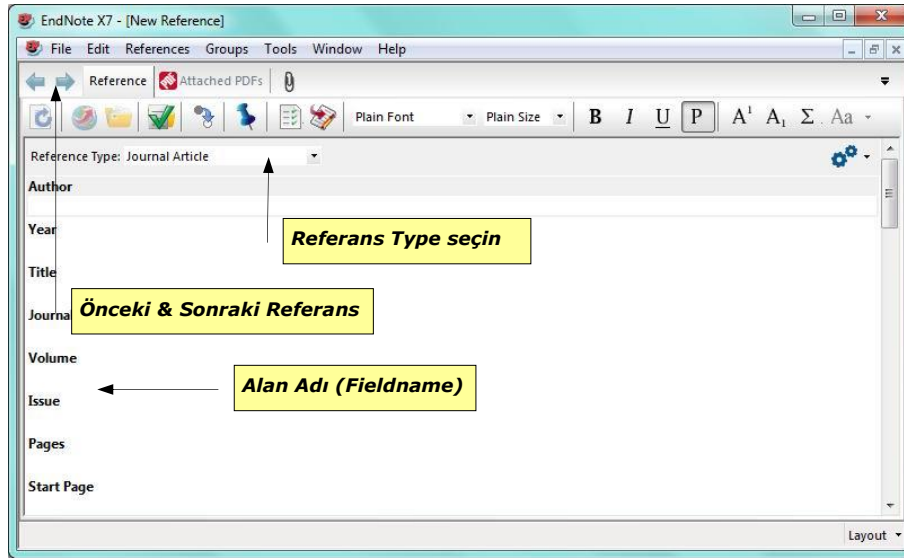 EndNote X7 - [New Reference]
File Edit References Groups Tools Window Help
Reference Attached PDFs
Plain Font Plain Size B I U P A¹ A₁ Σ Aa
Reference Type: Journal Article
Author
Year
Referans Type seçin
Title
Önceki & Sonraki Referans
Journal
Volume
Alan Adı (Fieldname)
Issue
Pages
Start Page
Layout